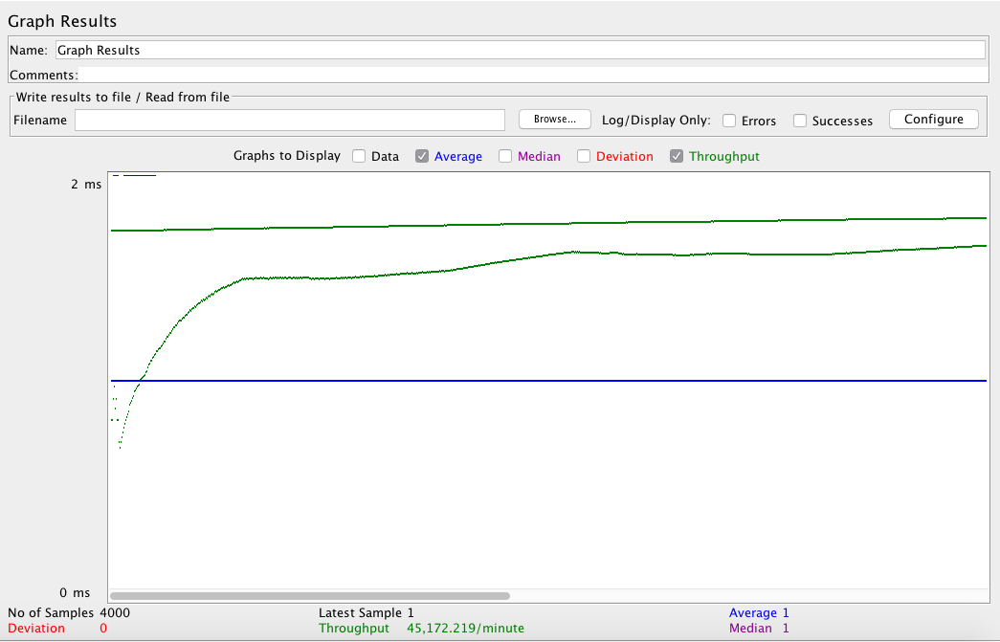 Graph Results
Name: Graph Results
Comments:
Write results to file / Read from file
Filename Browse... Log/Display Only: Errors Successes Configure
Graphs to Display Data Average Median Deviation Throughput
2 ms
0 ms
No of Samples 4000 Latest Sample 1 Average 1
Deviation 0 Throughput 45,172.219/minute Median 1